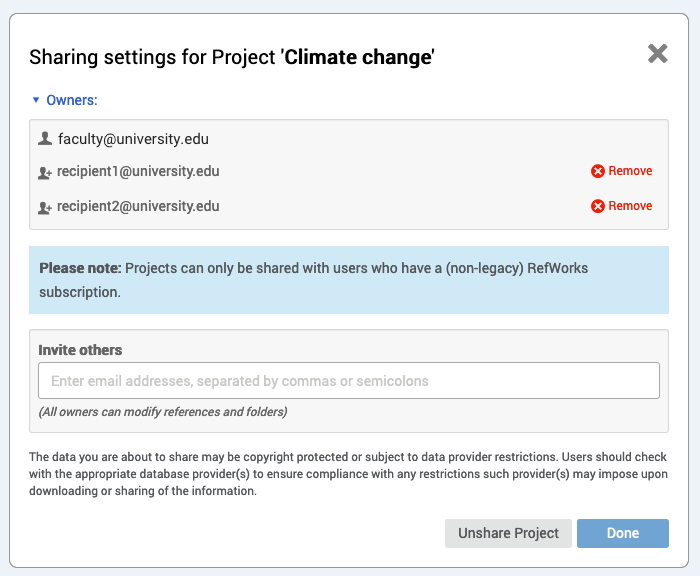 Sharing settings for Project 'Climate change'
Owners:
faculty@university.edu
recipient1@university.edu Remove
recipient2@university.edu Remove
Please note: Projects can only be shared with users who have a (non-legacy) RefWorks
subscription.
Invite others
Enter email addresses, separated by commas or semicolons
(All owners can modify references and folders)
The data you are about to share may be copyright protected or subject to data provider restrictions. Users should check
with the appropriate database provider(s) to ensure compliance with any restrictions such provider(s) may impose upon
downloading or sharing of the information.
Unshare Project Done